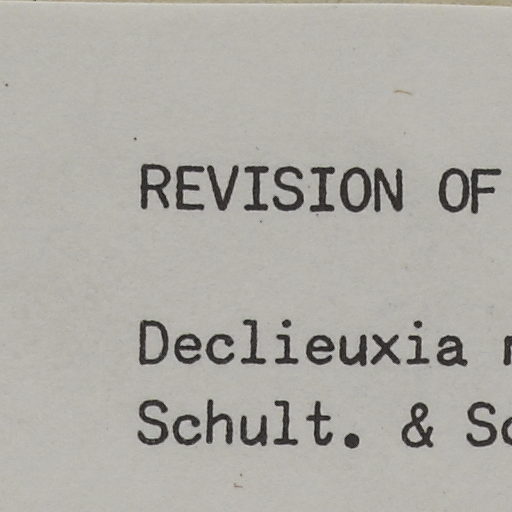 REVISION OF
Declieuxia
Schult. &